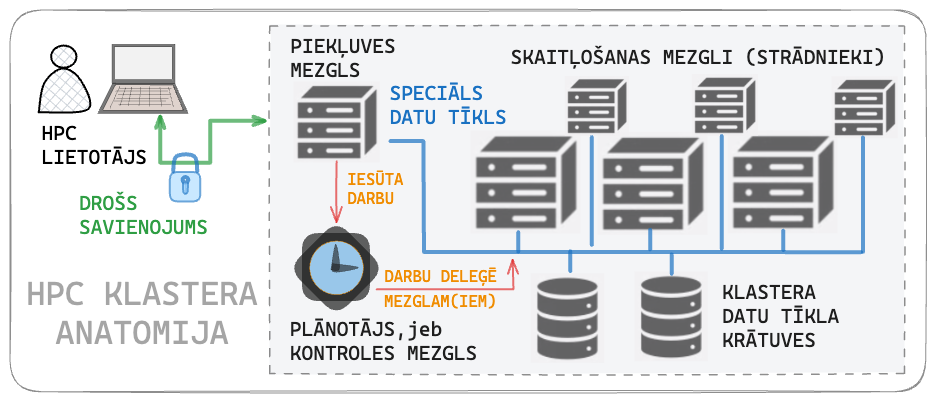 PIEKĻUVES
MEZGLS
SKAITĻOŠANAS MEZGLI (STRĀDNIEKI)
SPECIĀLS
DATU TĪKLS
HPC
LIETOTĀJS
DROŠS
SAVIENOJUMS
IESŪTA
DARBU
DARBU DELEĢĒ
MEZGLAM(IEM)
HPC KLASTERA
ANATOMIJA
PLĀNOTĀJS,jeb
KONTROLES MEZGLS
KLASTERA
DATU TĪKLA
KRĀTUVES